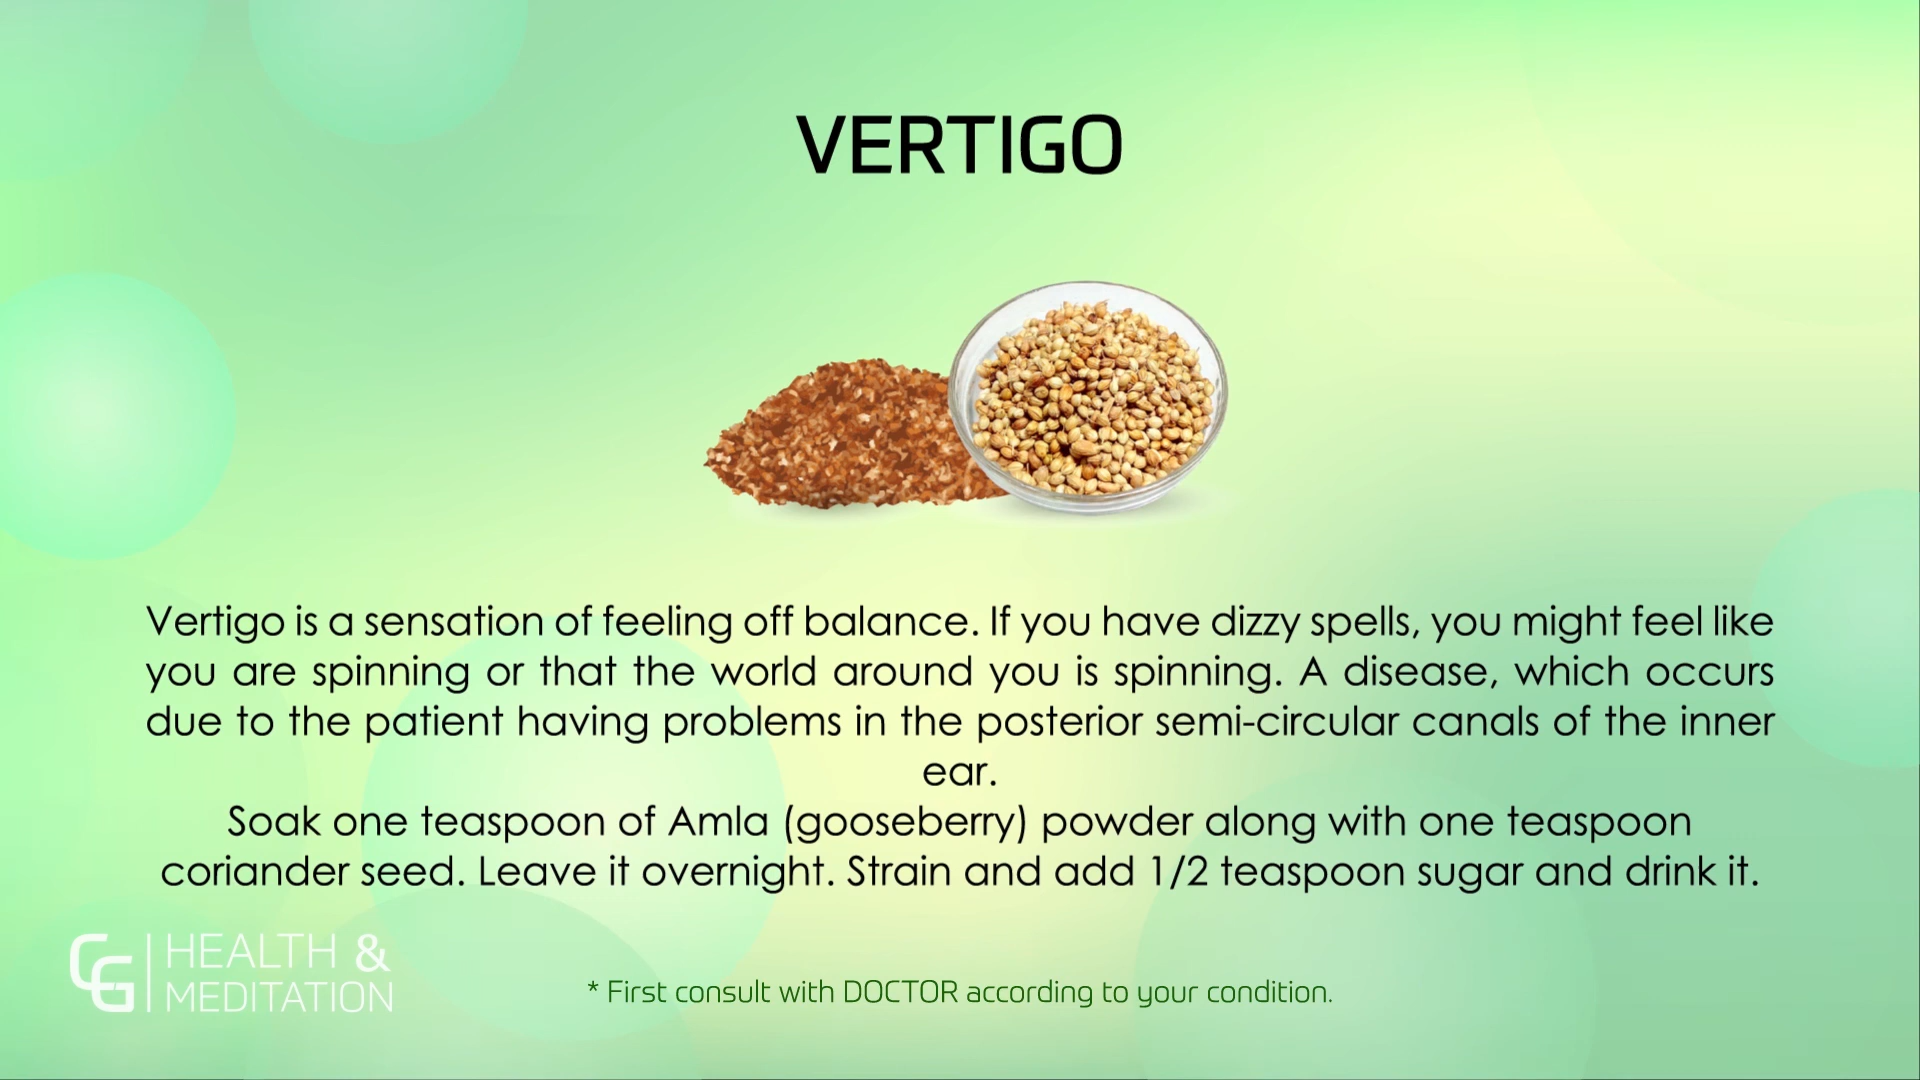 VERTIGO
Vertigo is a sensation of feeling off balance. If you have dizzy spells, you might feel like
you are spinning or that the world around you is spinning. A disease, which occurs
due to the patient having problems in the posterior semi-circular canals of the inner
ear.
Soak one teaspoon of Amla (gooseberry) powder along with one teaspoon
coriander seed. Leave it overnight. Strain and add 1/2 teaspoon sugar and drink it.
CG HEALTH &
MEDITATION
* First consult with DOCTOR according to your condition.